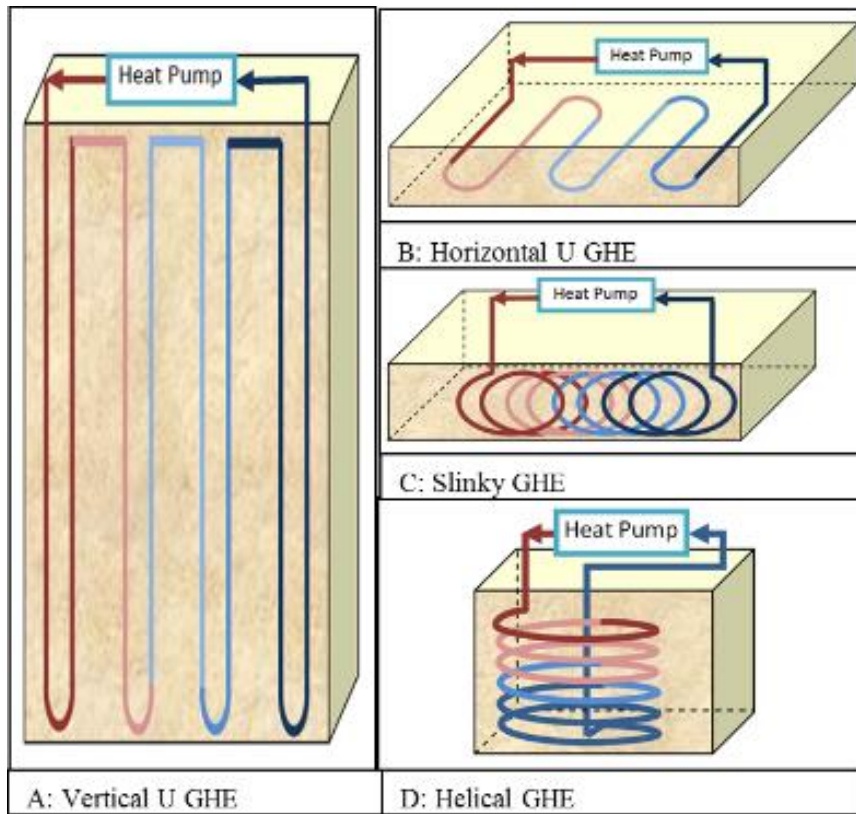 Heat Pump
A: Vertical U GHE
Heat Pump
B: Horizontal U GHE
Heat Pump
C: Slinky GHE
Heat Pump
D: Helical GHE